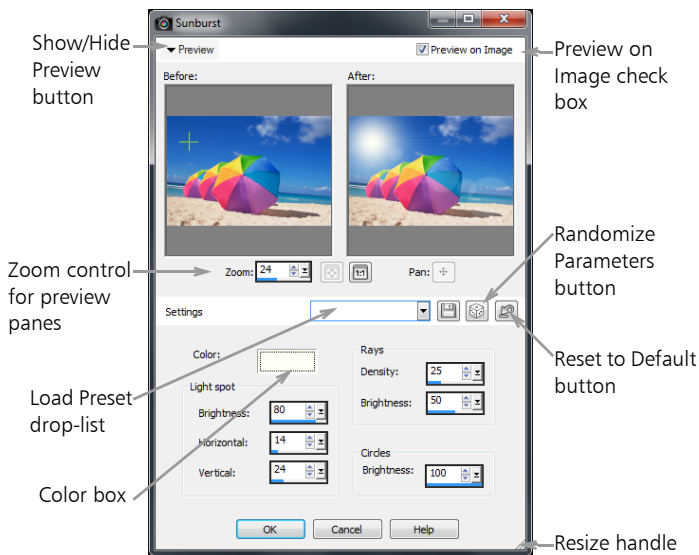 Sunburst
Show/Hide
Preview
button
Preview
Preview on Image
Preview on
Image check
box
Before:
After:
Zoom control
for preview
panes
Zoom:
24
1:1
Pan:
Randomize
Parameters
button
Settings
Reset to Default
button
Load Preset
drop-list
Color:
Light spot
Brightness:
80
Horizontal:
14
Vertical:
24
Rays
Density:
25
Brightness:
50
Circles
Brightness:
100
Color box
OK
Cancel
Help
Resize handle